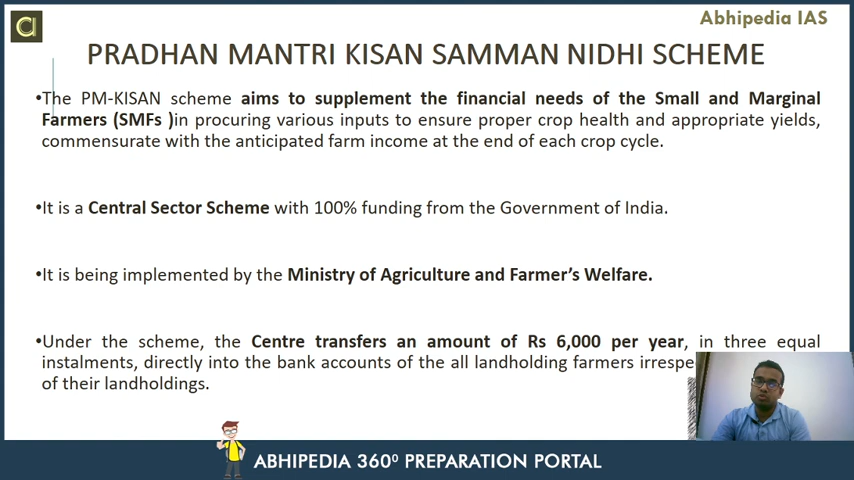 Abhipedia IAS
PRADHAN MANTRI KISAN SAMMAN NIDHI SCHEME
•The PM-KISAN scheme aims to supplement the financial needs of the Small and Marginal
Farmers (SMFs )in procuring various inputs to ensure proper crop health and appropriate yields,
commensurate with the anticipated farm income at the end of each crop cycle.
•It is a Central Sector Scheme with 100% funding from the Government of India.
•It is being implemented by the Ministry of Agriculture and Farmer’s Welfare.
•Under the scheme, the Centre transfers an amount of Rs 6,000 per year, in three equal
instalments, directly into the bank accounts of the all landholding farmers
of their landholdings.
ABHIPEDIA 360⁰ PREPARATION PORTAL